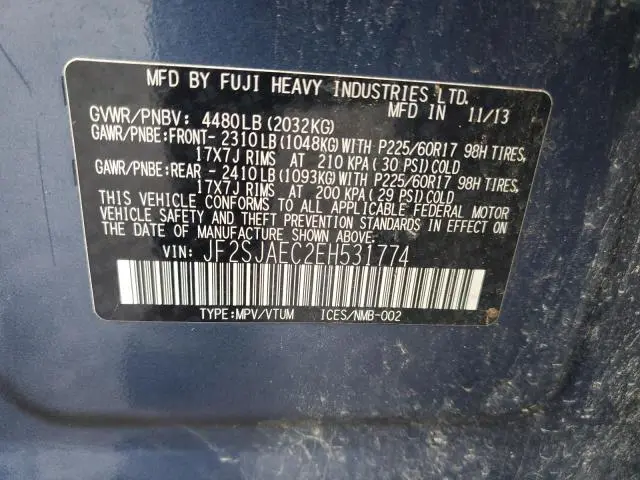 MFD BY FUJI HEAVY INDUSTRIES LTD.
MFD IN 11/13
GVWR/PNBV: 4480LB(2032KG)
GAWR/PNBE:FRONT- 2310LB(1048KG)WITH P225/60R17 98H TIRES,
17X7J RIMS AT 210 KPA(30 PSI)COLD
GAWR/PNBE:REAR - 2410LB(1093KG)WITH P225/60R17 98H TIRES,
17X7J RIMS AT 200 KPA(29 PSI)COLD
THIS VEHICLE CONFORMS TO ALL APPLICABLE FEDERAL MOTOR
VEHICLE SAFETY AND THEFT PREVENTION STANDARDS IN EFFECT ON
THE DATE OF MANUFACTURE SHOWN ABOVE.
VIN: JF2SJAEC2EH531774
TYPE:MPV/VTUM ICES/NMB-002